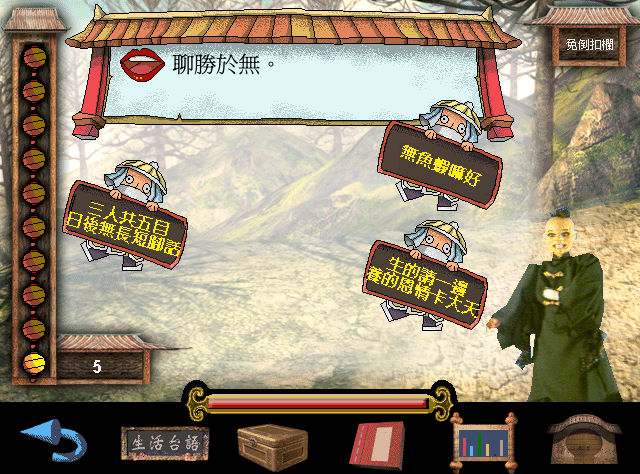 聊勝於無。
免倒扣欄
無魚蝦嘛好
三人共五目
日後無長短腳話
生的請一邊
產的恩情卡大天
5
生活台語